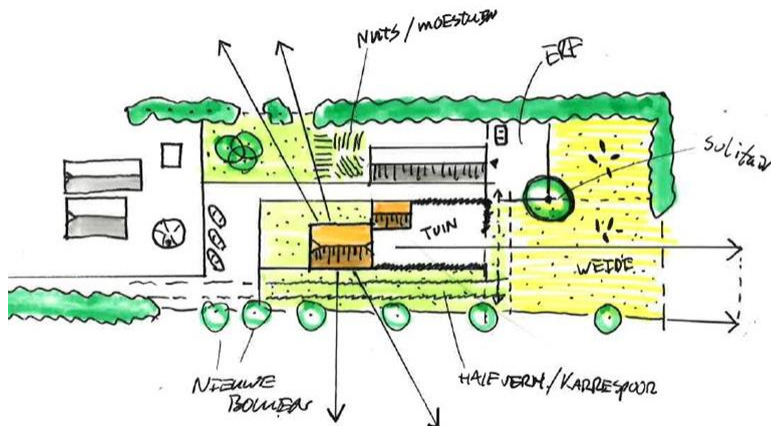 NUTS / MOESTUIN
ERF
SOLITAIR
TUIN
WEIDE
NIEUWE
BOMEN
HALFVERH. / KARRESPOOR